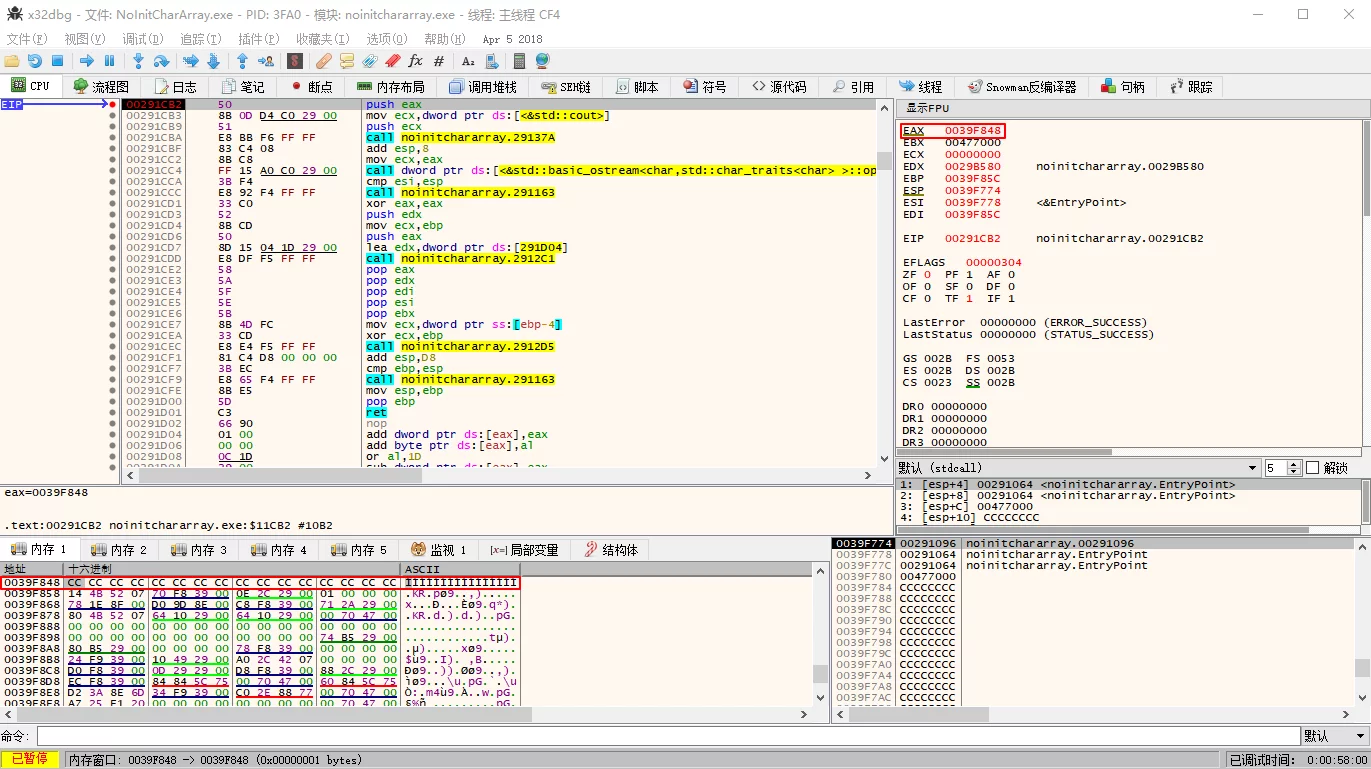 x32dbg - 文件: NoInitCharArray.exe - PID: 3FA0 - 模块: noinitchararray.exe - 线程: 主线程 CF4
文件(F) 视图(V) 调试(D) 追踪(T) 插件(P) 收藏夹(I) 选项(O) 帮助(H) Apr 5 2018
CPU 流程图 日志 笔记 断点 内存布局 调用堆栈 SEH链 脚本 符号 源代码 引用 线程 Snowman反编译器 句柄 跟踪
EIP
00291CB2 50 push eax
00291CB3 8B 0D D4 C0 29 00 mov ecx,dword ptr ds:[<&std::cout>]
00291CB9 51 push ecx
00291CBA E8 BB F6 FF FF call noinitchararray.29137A
00291CBF 83 C4 08 add esp,8
00291CC2 8B C8 mov ecx,eax
00291CC4 FF 15 A0 C0 29 00 call dword ptr ds:[<&std::basic_ostream<char,std::char_traits<char> >::op
00291CCA 3B F4 cmp esi,esp
00291CCC E8 92 F4 FF FF call noinitchararray.291163
00291CD1 33 C0 xor eax,eax
00291CD3 52 push edx
00291CD4 8B CD mov ecx,ebp
00291CD6 50 push eax
00291CD7 8D 15 04 1D 29 00 lea edx,dword ptr ds:[291D04]
00291CDD E8 DF F5 FF FF call noinitchararray.2912C1
00291CE2 58 pop eax
00291CE3 5A pop edx
00291CE4 5F pop edi
00291CE5 5E pop esi
00291CE6 5B pop ebx
00291CE7 8B 4D FC mov ecx,dword ptr ss:[ebp-4]
00291CEA 33 CD xor ecx,ebp
00291CEC E8 E4 F5 FF FF call noinitchararray.2912D5
00291CF1 81 C4 D8 00 00 00 add esp,D8
00291CF7 3B EC cmp ebp,esp
00291CF9 E8 65 F4 FF FF call noinitchararray.291163
00291CFE 8B E5 mov esp,ebp
00291D00 5D pop ebp
00291D01 C3 ret
00291D02 66 90 nop
00291D04 01 00 add dword ptr ds:[eax],eax
00291D06 00 00 add byte ptr ds:[eax],al
00291D08 0C 1D or al,1D
显示FPU
EAX 0039F848
EBX 00477000
ECX 00000000
EDX 0029B580 noinitchararray.0029B580
EBP 0039F85C
ESP 0039F774
ESI 0039F778 <&EntryPoint>
EDI 0039F85C
EIP 00291CB2 noinitchararray.00291CB2
EFLAGS 00000304
ZF 0 PF 1 AF 0
OF 0 SF 0 DF 0
CF 0 TF 1 IF 1
LastError 00000000 (ERROR_SUCCESS)
LastStatus 00000000 (STATUS_SUCCESS)
GS 002B FS 0053
ES 002B DS 002B
CS 0023 SS 002B
DR0 00000000
DR1 00000000
DR2 00000000
DR3 00000000
默认 (stdcall) 5 解锁
1: [esp+4] 00291064 <noinitchararray.EntryPoint>
2: [esp+8] 00291064 <noinitchararray.EntryPoint>
3: [esp+C] 00477000
4: [esp+10] CCCCCCCC
eax=0039F848
.text:00291CB2 noinitchararray.exe:$11CB2 #10B2
内存 1 内存 2 内存 3 内存 4 内存 5 监视 1 [x=]局部变量 结构体
地址 十六进制 ASCII
0039F848 CC CC CC CC CC CC CC CC CC CC CC CC CC CC CC CC ÌÌÌÌÌÌÌÌÌÌÌÌÌÌÌÌ
0039F858 14 4B 52 07 70 F8 39 00 0E 2C 29 00 01 00 00 00 .KR.pø9..,).....
0039F868 78 1E 8F 00 D0 9D 8E 00 C8 F8 39 00 71 2A 29 00 x...Ð...Èø9.q*).
0039F878 80 4B 52 07 64 10 29 00 64 10 29 00 00 70 47 00 .KR.d.).d.)..pG.
0039F888 00 00 00 00 00 00 00 00 00 00 00 00 00 00 00 00 ................
0039F898 00 00 00 00 00 00 00 00 00 00 00 00 74 B5 29 00 ............tµ).
0039F8A8 80 B5 29 00 00 00 00 00 78 F8 39 00 00 00 00 00 .µ).....xø9.....
0039F8B8 24 F9 39 00 10 49 29 00 A0 2C 42 07 00 00 00 00
0039F8C8 D0 F8 39 00 0D 29 29 00 D8 F8 39 00 88 2C 29 00 Ðø9..)).Øø9..,).
0039F8D8 EC F8 39 00 84 84 5C 75 00 70 47 00 60 84 5C 75 ìø9...\u.pG.`.\u
0039F8E8 D2 3A 8E 6D 34 F9 39 00 C0 2E 88 77 00 70 47 00 Ò:.m4ù9.À..w.pG.
0039F774 00291096 noinitchararray.00291096
0039F778 00291064 noinitchararray.EntryPoint
0039F77C 00291064 noinitchararray.EntryPoint
0039F780 00477000
0039F784 CCCCCCCC
0039F788 CCCCCCCC
0039F78C CCCCCCCC
0039F790 CCCCCCCC
0039F794 CCCCCCCC
0039F798 CCCCCCCC
0039F79C CCCCCCCC
0039F7A0 CCCCCCCC
0039F7A4 CCCCCCCC
0039F7A8 CCCCCCCC
0039F7AC CCCCCCCC
命令: 默认
已暂停 内存窗口: 0039F848 -> 0039F848 (0x00000001 bytes) 已调试时间: 0:00:58:00